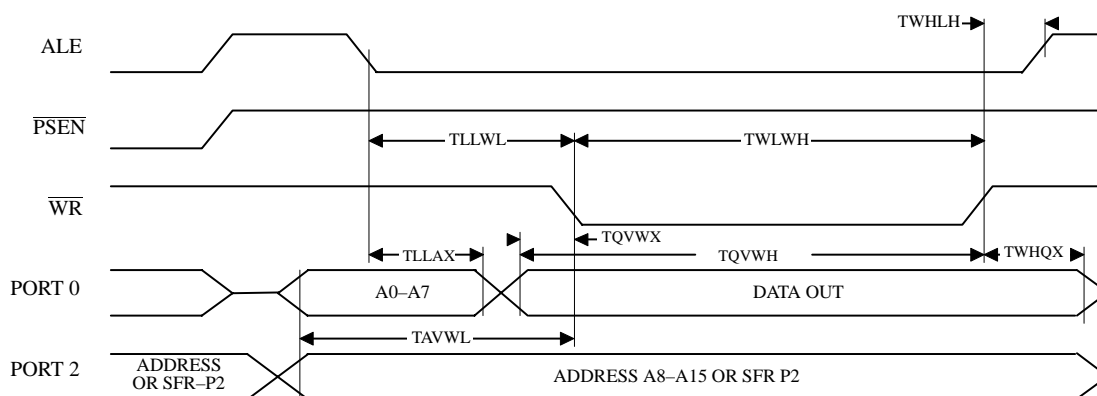 TWHLH
ALE
PSEN
TLLWL
TWLWH
WR
TQVWX
TLLAX
TQVWH
TWHQX
PORT 0
A0–A7
DATA OUT
TAVWL
PORT 2
ADDRESS
OR SFR–P2
ADDRESS A8–A15 OR SFR P2